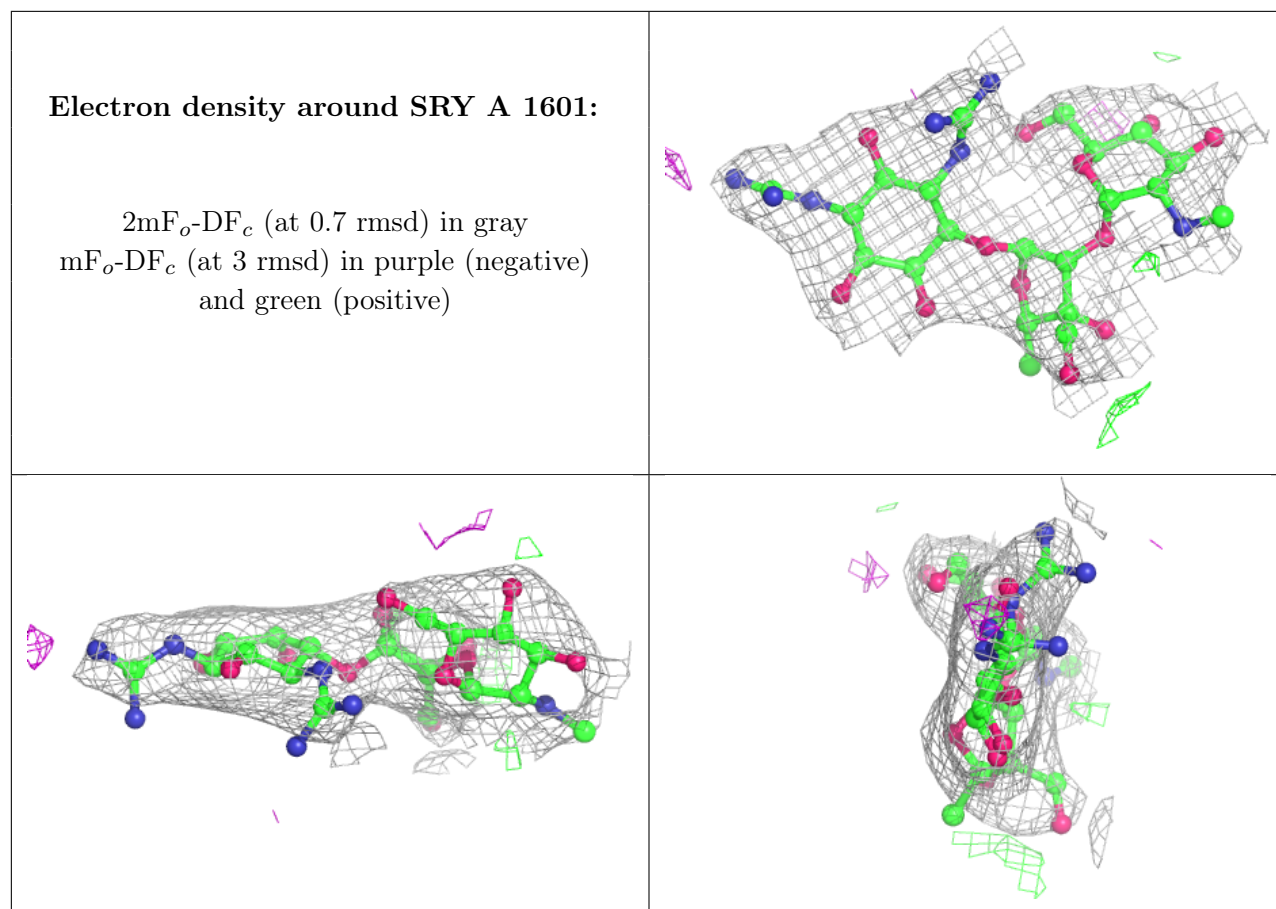 Electron density around SRY A 1601:
2mFo-DFc (at 0.7 rmsd) in gray
mFo-DFc (at 3 rmsd) in purple (negative)
and green (positive)